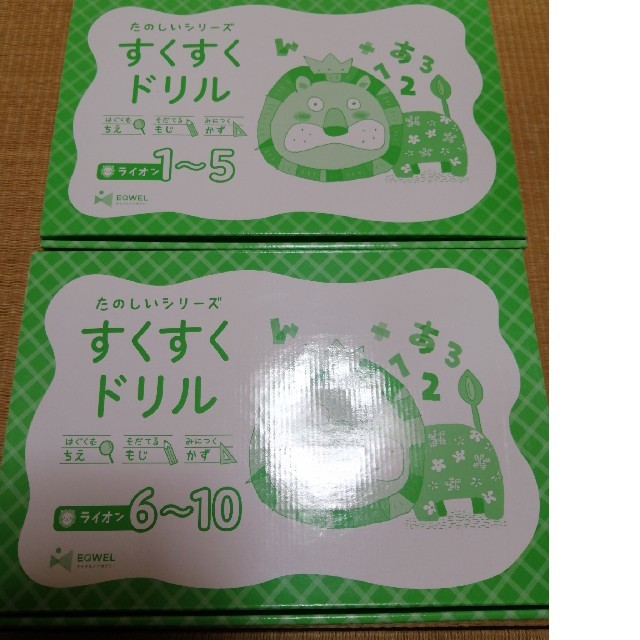 たのしいシリーズ
すくすく
ドリル
はぐくむ そだてる みにつく
ちえ もじ かず
ライオン 1～5
EQWEL
あ 3
2
たのしいシリーズ
すくすく
ドリル
はぐくむ そだてる みにつく
ちえ もじ かず
ライオン 6～10
EQWEL
あ 3
2